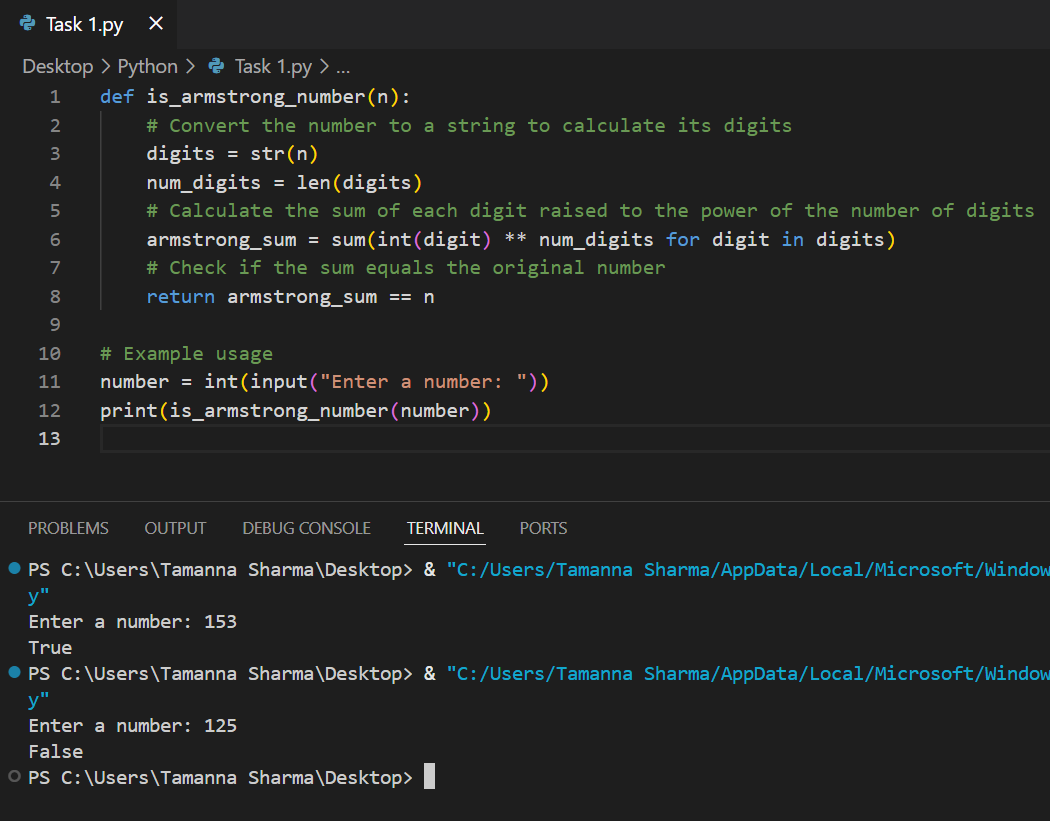 Task 1.py
Desktop > Python > Task 1.py > ...
1 def is_armstrong_number(n):
2     # Convert the number to a string to calculate its digits
3     digits = str(n)
4     num_digits = len(digits)
5     # Calculate the sum of each digit raised to the power of the number of digits
6     armstrong_sum = sum(int(digit) ** num_digits for digit in digits)
7     # Check if the sum equals the original number
8     return armstrong_sum == n
9
10 # Example usage
11 number = int(input("Enter a number: "))
12 print(is_armstrong_number(number))
13
PROBLEMS OUTPUT DEBUG CONSOLE TERMINAL PORTS
PS C:\Users\Tamanna Sharma\Desktop> & "C:/Users/Tamanna Sharma/AppData/Local/Microsoft/Window
y"
Enter a number: 153
True
PS C:\Users\Tamanna Sharma\Desktop> & "C:/Users/Tamanna Sharma/AppData/Local/Microsoft/Window
y"
Enter a number: 125
False
PS C:\Users\Tamanna Sharma\Desktop>